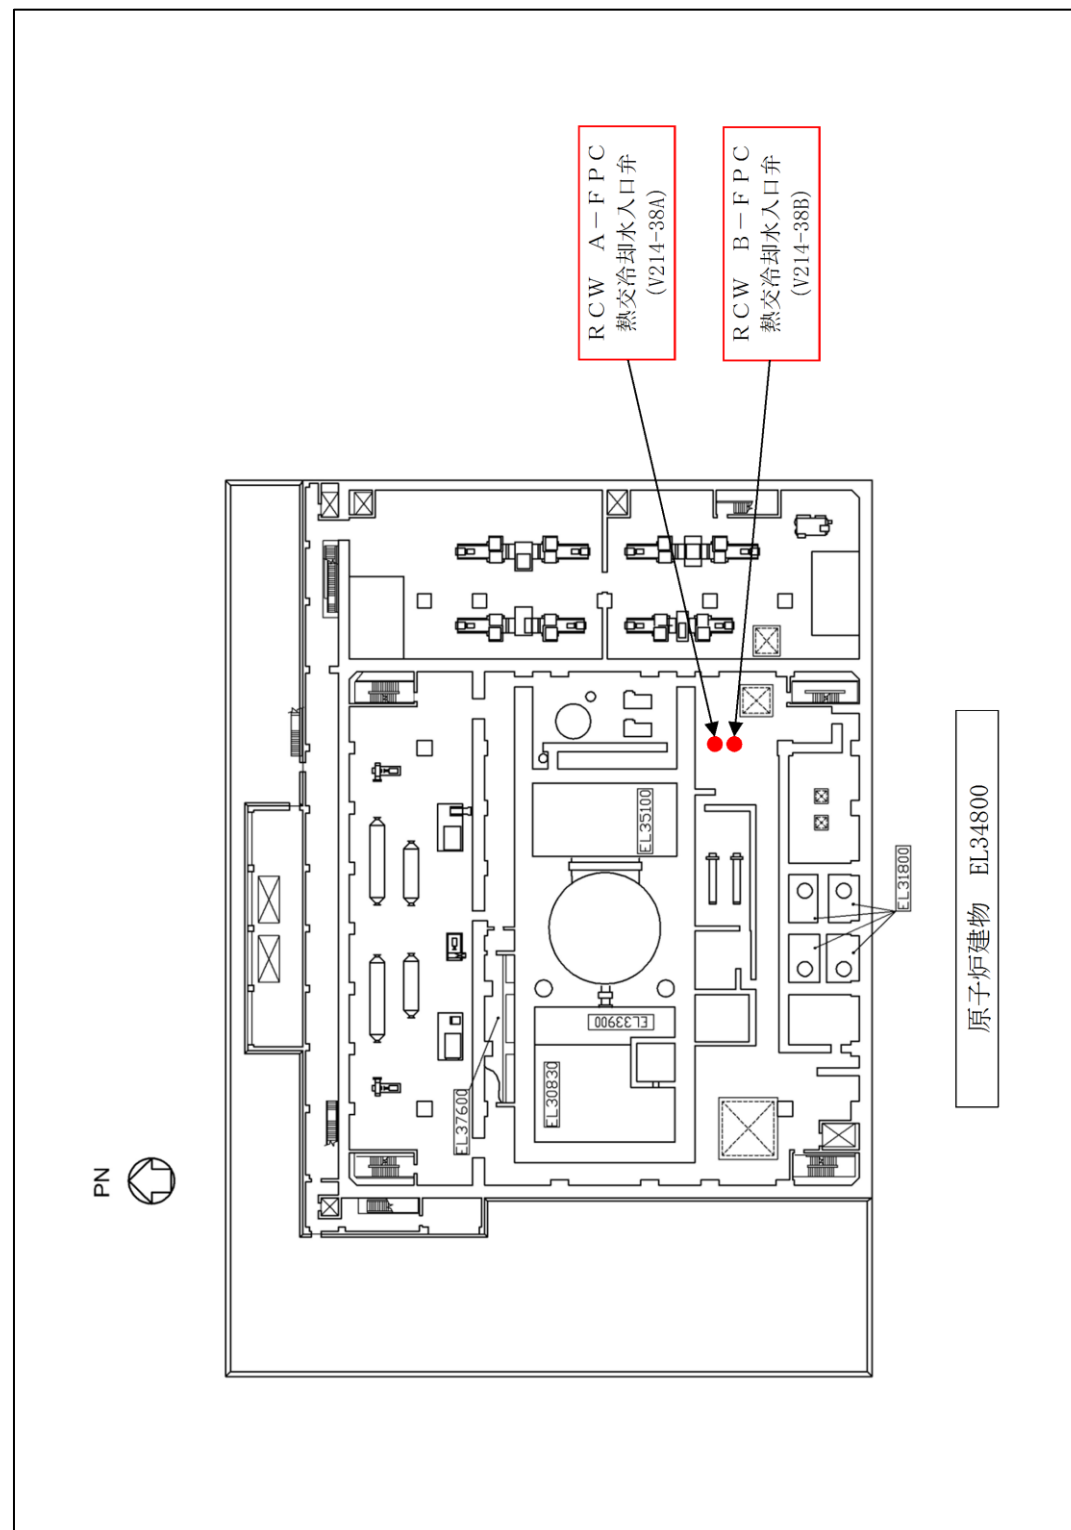 RCW A-FPC
熱交冷却水入口弁
(V214-38A)
RCW B-FPC
熱交冷却水入口弁
(V214-38B)
PN
EL37600
EL30830
EL33900
EL35100
EL31800
原子炉建物 EL34800